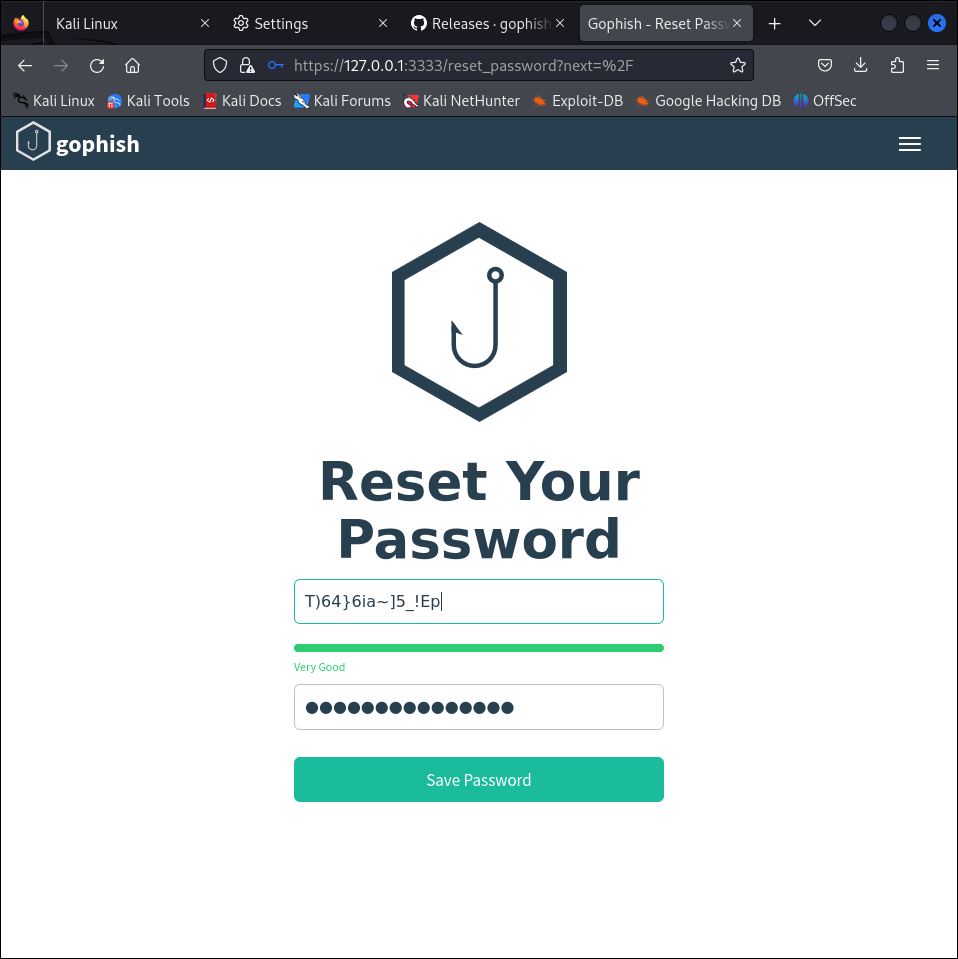 Kali Linux
Settings
Releases · gophish
Gophish - Reset Passw
https://127.0.0.1:3333/reset_password?next=%2F
Kali Linux Kali Tools Kali Docs Kali Forums Kali NetHunter Exploit-DB Google Hacking DB OffSec
gophish
Reset Your
Password
T)64}6ia~]5_!Ep
Very Good
Save Password